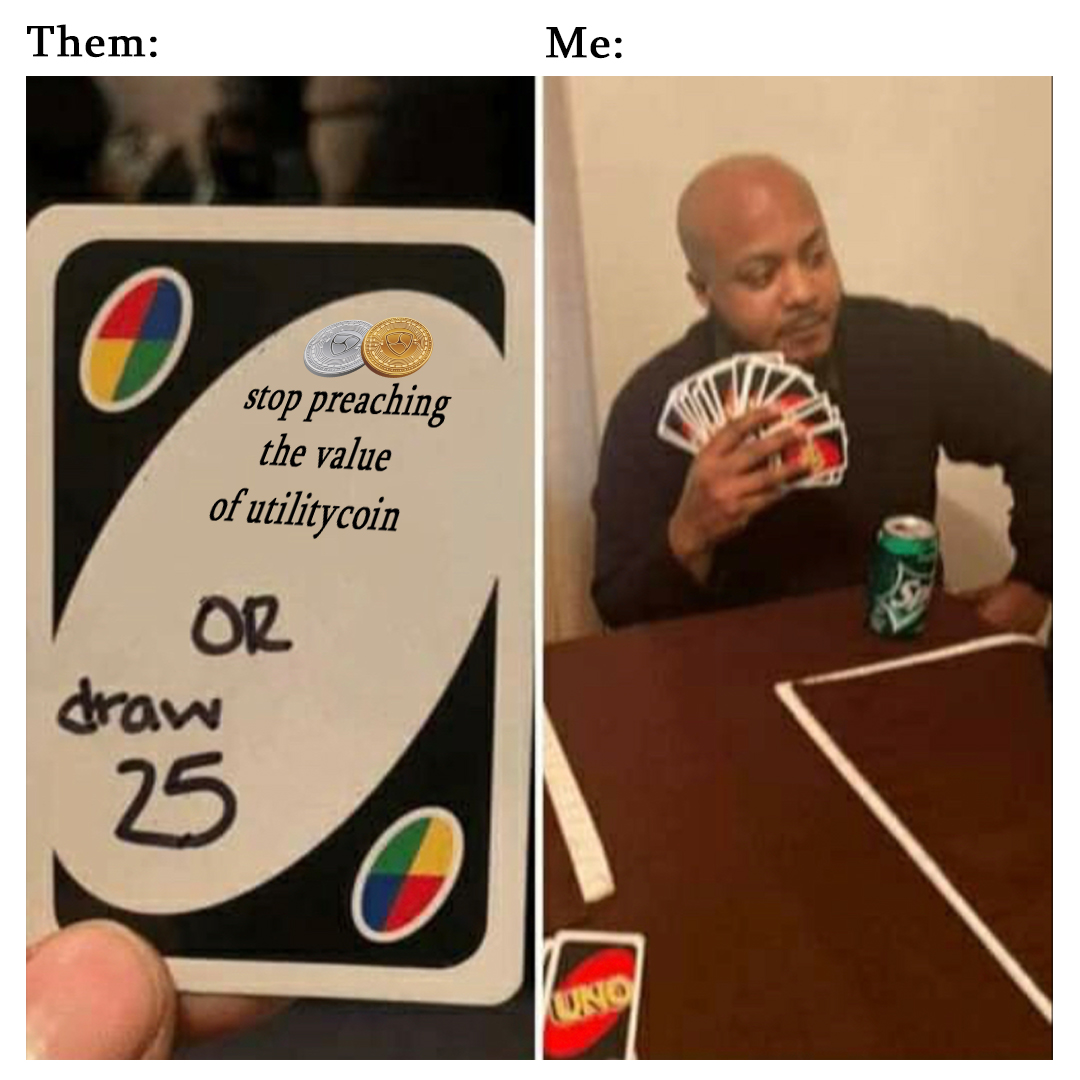 Them:
Me:
stop preaching
the value
of utilitycoin
OR
draw
25
UNO